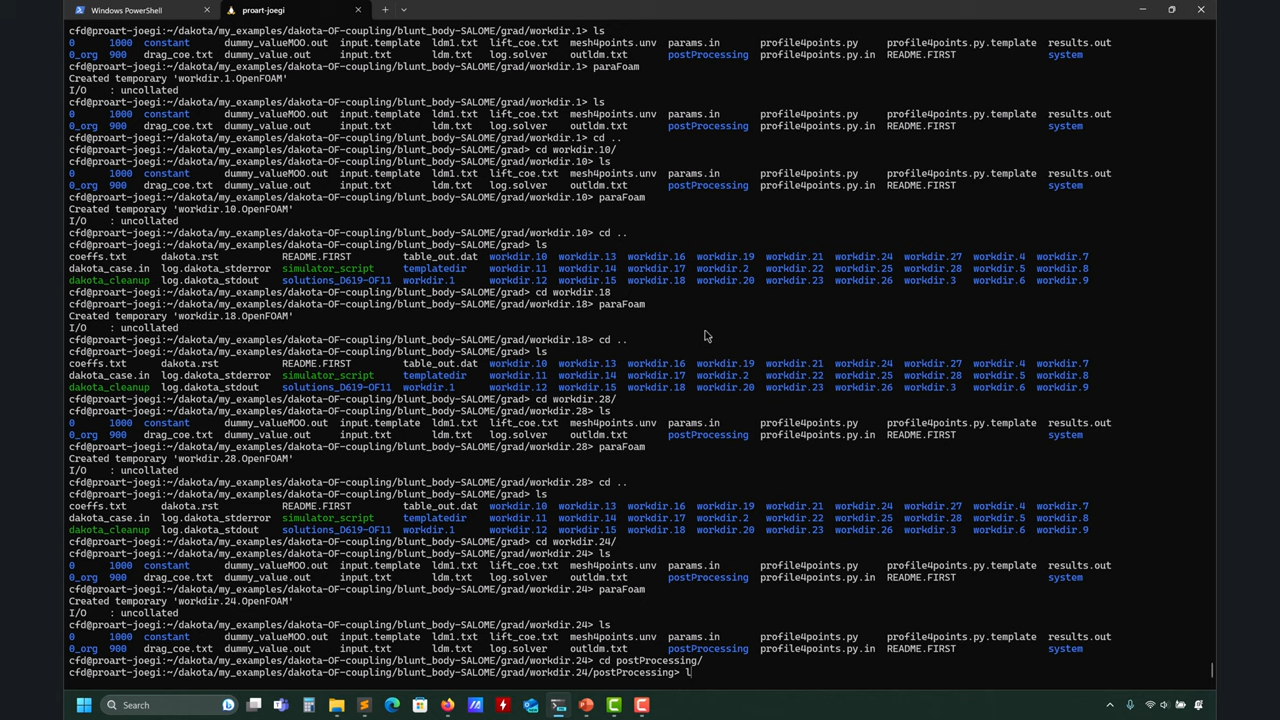 Windows PowerShell
proart-joegi
cfd@proart-joegi:~/dakota/my_examples/dakota-OF-coupling/blunt_body-SALOME/grad/workdir.1> ls
0 1000 constant dummy_valueMOO.out input.template ldm1.txt lift_coe.txt mesh4points.unv params.in profile4points.py profile4points.py.template results.out
0_org 900 drag_coe.txt dummy_value.out input.txt ldm.txt log.solver outldm.txt postProcessing profile4points.py.in README.FIRST system
cfd@proart-joegi:~/dakota/my_examples/dakota-OF-coupling/blunt_body-SALOME/grad/workdir.1> paraFoam
Created temporary 'workdir.1.OpenFOAM'
I/O : uncollated
cfd@proart-joegi:~/dakota/my_examples/dakota-OF-coupling/blunt_body-SALOME/grad/workdir.1> ls
0 1000 constant dummy_valueMOO.out input.template ldm1.txt lift_coe.txt mesh4points.unv params.in profile4points.py profile4points.py.template results.out
0_org 900 drag_coe.txt dummy_value.out input.txt ldm.txt log.solver outldm.txt postProcessing profile4points.py.in README.FIRST system
cfd@proart-joegi:~/dakota/my_examples/dakota-OF-coupling/blunt_body-SALOME/grad/workdir.1> cd ..
cfd@proart-joegi:~/dakota/my_examples/dakota-OF-coupling/blunt_body-SALOME/grad> cd workdir.10/
cfd@proart-joegi:~/dakota/my_examples/dakota-OF-coupling/blunt_body-SALOME/grad/workdir.10> ls
0 1000 constant dummy_valueMOO.out input.template ldm1.txt lift_coe.txt mesh4points.unv params.in profile4points.py profile4points.py.template results.out
0_org 900 drag_coe.txt dummy_value.out input.txt ldm.txt log.solver outldm.txt postProcessing profile4points.py.in README.FIRST system
cfd@proart-joegi:~/dakota/my_examples/dakota-OF-coupling/blunt_body-SALOME/grad/workdir.10> paraFoam
Created temporary 'workdir.10.OpenFOAM'
I/O : uncollated
cfd@proart-joegi:~/dakota/my_examples/dakota-OF-coupling/blunt_body-SALOME/grad/workdir.10> cd ..
cfd@proart-joegi:~/dakota/my_examples/dakota-OF-coupling/blunt_body-SALOME/grad> ls
coeffs.txt dakota.rst README.FIRST table_out.dat workdir.10 workdir.13 workdir.16 workdir.19 workdir.21 workdir.24 workdir.27 workdir.4 workdir.7
dakota_case.in log.dakota_stderror simulator_script templatedir workdir.11 workdir.14 workdir.17 workdir.2 workdir.22 workdir.25 workdir.28 workdir.5 workdir.8
dakota_cleanup log.dakota_stdout solutions_D619-OF11 workdir.1 workdir.12 workdir.15 workdir.18 workdir.20 workdir.23 workdir.26 workdir.3 workdir.6 workdir.9
cfd@proart-joegi:~/dakota/my_examples/dakota-OF-coupling/blunt_body-SALOME/grad> cd workdir.18
cfd@proart-joegi:~/dakota/my_examples/dakota-OF-coupling/blunt_body-SALOME/grad/workdir.18> paraFoam
Created temporary 'workdir.18.OpenFOAM'
I/O : uncollated
cfd@proart-joegi:~/dakota/my_examples/dakota-OF-coupling/blunt_body-SALOME/grad/workdir.18> cd ..
cfd@proart-joegi:~/dakota/my_examples/dakota-OF-coupling/blunt_body-SALOME/grad> ls
coeffs.txt dakota.rst README.FIRST table_out.dat workdir.10 workdir.13 workdir.16 workdir.19 workdir.21 workdir.24 workdir.27 workdir.4 workdir.7
dakota_case.in log.dakota_stderror simulator_script templatedir workdir.11 workdir.14 workdir.17 workdir.2 workdir.22 workdir.25 workdir.28 workdir.5 workdir.8
dakota_cleanup log.dakota_stdout solutions_D619-OF11 workdir.1 workdir.12 workdir.15 workdir.18 workdir.20 workdir.23 workdir.26 workdir.3 workdir.6 workdir.9
cfd@proart-joegi:~/dakota/my_examples/dakota-OF-coupling/blunt_body-SALOME/grad> cd workdir.28/
cfd@proart-joegi:~/dakota/my_examples/dakota-OF-coupling/blunt_body-SALOME/grad/workdir.28> ls
0 1000 constant dummy_valueMOO.out input.template ldm1.txt lift_coe.txt mesh4points.unv params.in profile4points.py profile4points.py.template results.out
0_org 900 drag_coe.txt dummy_value.out input.txt ldm.txt log.solver outldm.txt postProcessing profile4points.py.in README.FIRST system
cfd@proart-joegi:~/dakota/my_examples/dakota-OF-coupling/blunt_body-SALOME/grad/workdir.28> paraFoam
Created temporary 'workdir.28.OpenFOAM'
I/O : uncollated
cfd@proart-joegi:~/dakota/my_examples/dakota-OF-coupling/blunt_body-SALOME/grad/workdir.28> cd ..
cfd@proart-joegi:~/dakota/my_examples/dakota-OF-coupling/blunt_body-SALOME/grad> ls
coeffs.txt dakota.rst README.FIRST table_out.dat workdir.10 workdir.13 workdir.16 workdir.19 workdir.21 workdir.24 workdir.27 workdir.4 workdir.7
dakota_case.in log.dakota_stderror simulator_script templatedir workdir.11 workdir.14 workdir.17 workdir.2 workdir.22 workdir.25 workdir.28 workdir.5 workdir.8
dakota_cleanup log.dakota_stdout solutions_D619-OF11 workdir.1 workdir.12 workdir.15 workdir.18 workdir.20 workdir.23 workdir.26 workdir.3 workdir.6 workdir.9
cfd@proart-joegi:~/dakota/my_examples/dakota-OF-coupling/blunt_body-SALOME/grad> cd workdir.24/
cfd@proart-joegi:~/dakota/my_examples/dakota-OF-coupling/blunt_body-SALOME/grad/workdir.24> ls
0 1000 constant dummy_valueMOO.out input.template ldm1.txt lift_coe.txt mesh4points.unv params.in profile4points.py profile4points.py.template results.out
0_org 900 drag_coe.txt dummy_value.out input.txt ldm.txt log.solver outldm.txt postProcessing profile4points.py.in README.FIRST system
cfd@proart-joegi:~/dakota/my_examples/dakota-OF-coupling/blunt_body-SALOME/grad/workdir.24> paraFoam
Created temporary 'workdir.24.OpenFOAM'
I/O : uncollated
cfd@proart-joegi:~/dakota/my_examples/dakota-OF-coupling/blunt_body-SALOME/grad/workdir.24> ls
0 1000 constant dummy_valueMOO.out input.template ldm1.txt lift_coe.txt mesh4points.unv params.in profile4points.py profile4points.py.template results.out
0_org 900 drag_coe.txt dummy_value.out input.txt ldm.txt log.solver outldm.txt postProcessing profile4points.py.in README.FIRST system
cfd@proart-joegi:~/dakota/my_examples/dakota-OF-coupling/blunt_body-SALOME/grad/workdir.24> cd postProcessing/
cfd@proart-joegi:~/dakota/my_examples/dakota-OF-coupling/blunt_body-SALOME/grad/workdir.24/postProcessing> l
Search